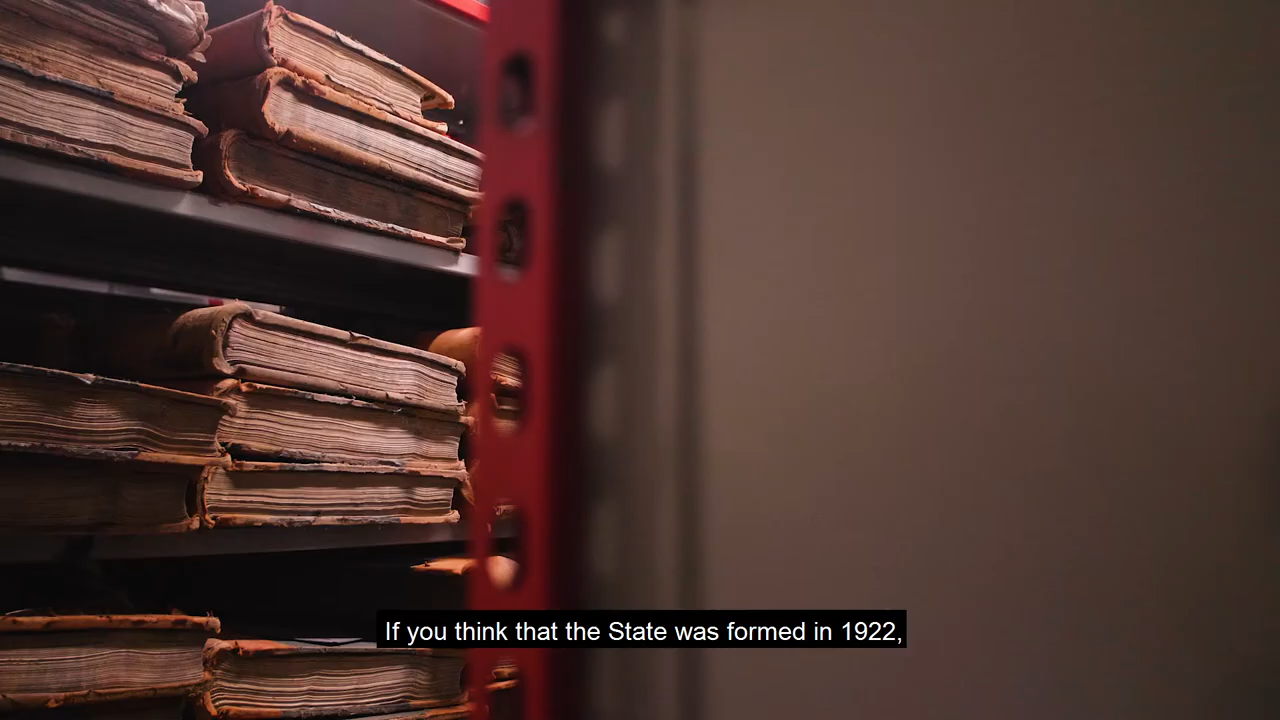 If you think that the State was formed in 1922,